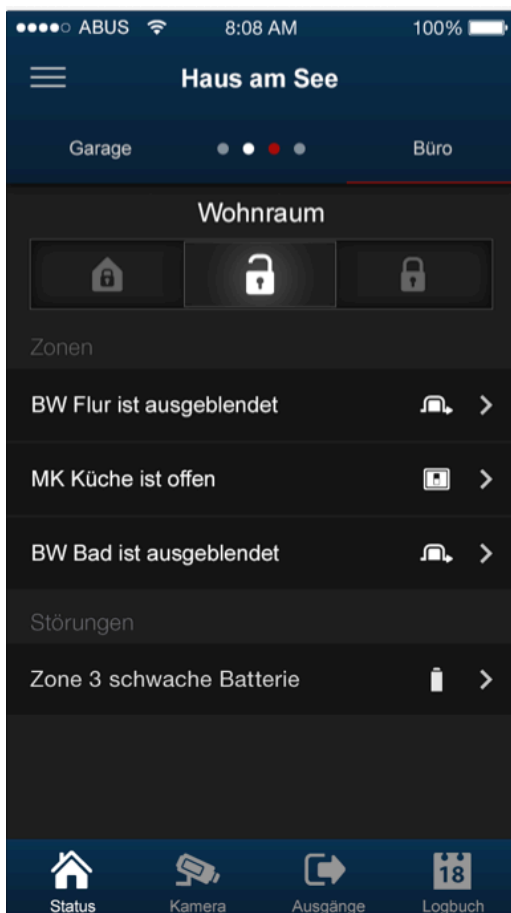 ABUS 8:08 AM 100%
Haus am See
Garage Büro
Wohnraum
Zonen
BW Flur ist ausgeblendet
MK Küche ist offen
BW Bad ist ausgeblendet
Störungen
Zone 3 schwache Batterie
18
Status Kamera Ausgänge Logbuch